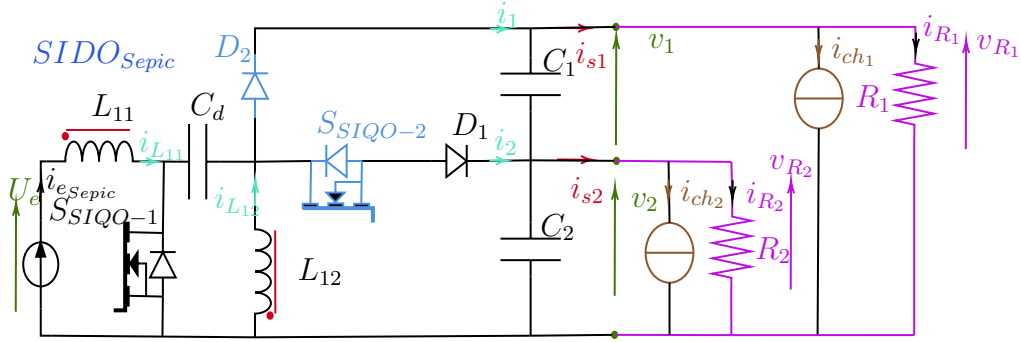 i₁
SIDO_Sepic
D₂
C₁
i_s1
v₁
i_ch₁
i_R₁
v_R₁
L₁₁
C_d
S_SIQO−2
D₁
R₁
i_L₁₁
i₂
v_R₂
U_e
i_e_Sepic
i_L₁₂
i_s2
v₂
i_ch₂
i_R₂
S_SIQO−1
C₂
L₁₂
R₂